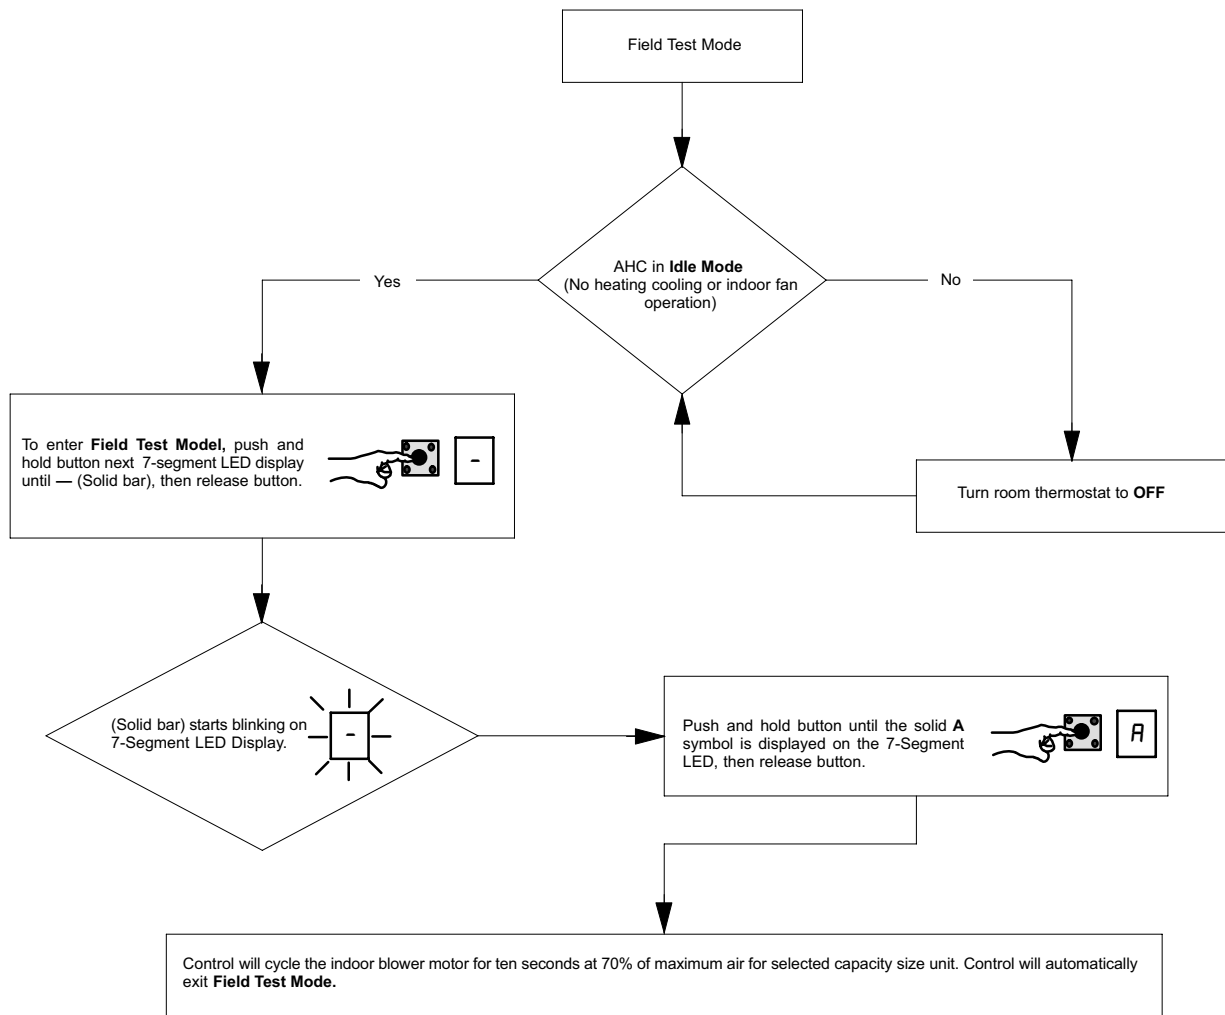 Field Test Mode
AHC in Idle Mode
(No heating cooling or indoor fan
operation)
Yes
No
To enter Field Test Model, push and
hold button next 7-segment LED display
until — (Solid bar), then release button.
-
Turn room thermostat to OFF
(Solid bar) starts blinking on
7-Segment LED Display.
-
Push and hold button until the solid A
symbol is displayed on the 7-Segment
LED, then release button.
A
Control will cycle the indoor blower motor for ten seconds at 70% of maximum air for selected capacity size unit. Control will automatically
exit Field Test Mode.